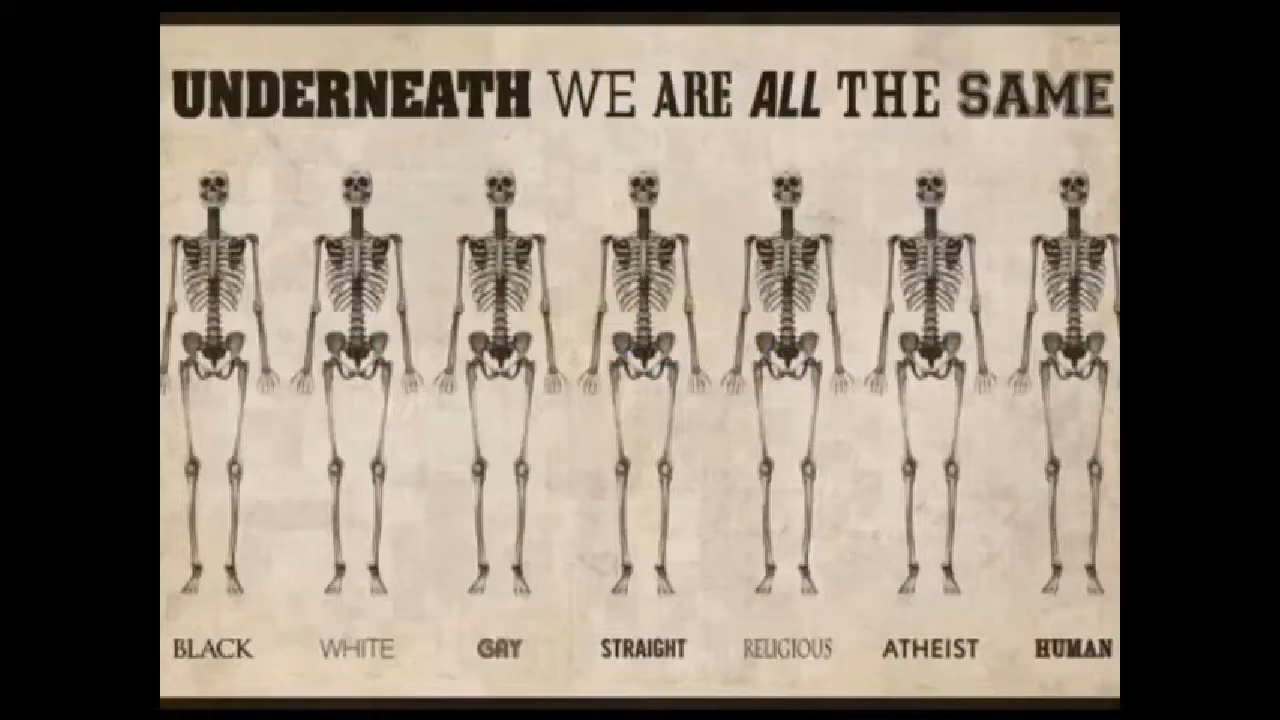 UNDERNEATH WE ARE ALL THE SAME
BLACK WHITE GAY STRAIGHT RELIGIOUS ATHEIST HUMAN